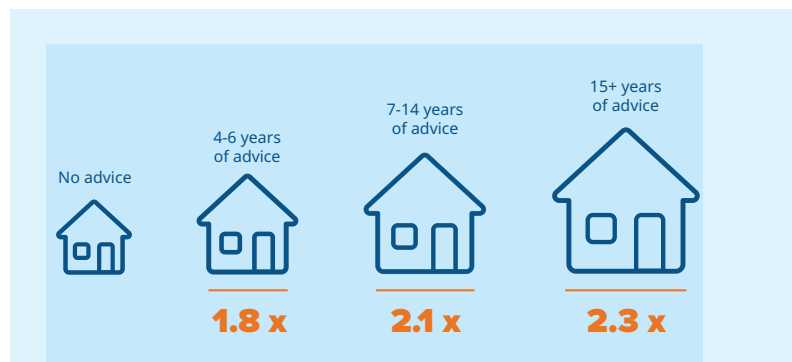 No advice
4-6 years
of advice
7-14 years
of advice
15+ years
of advice
1.8 x
2.1 x
2.3 x